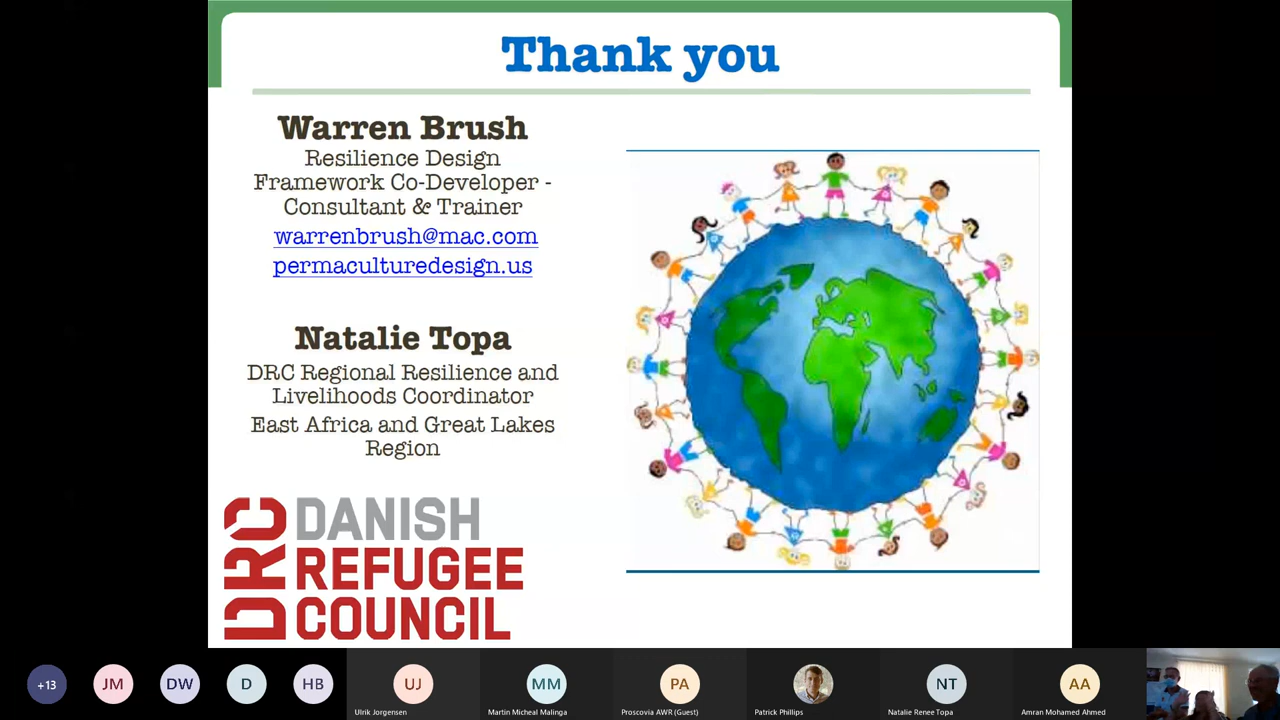 Thank you
Warren Brush
Resilience Design
Framework Co-Developer -
Consultant & Trainer
warrenbrush@mac.com
permaculturedesign.us
Natalie Topa
DRC Regional Resilience and
Livelihoods Coordinator
East Africa and Great Lakes
Region
DRC
DANISH
REFUGEE
COUNCIL
+13
JM
DW
D
HB
UJ
MM
PA
NT
AA
Ulrik Jorgensen
Martin Micheal Malinga
Proscovia AWR (Guest)
Patrick Phillips
Natalie Renee Topa
Amran Mohamed Ahmed